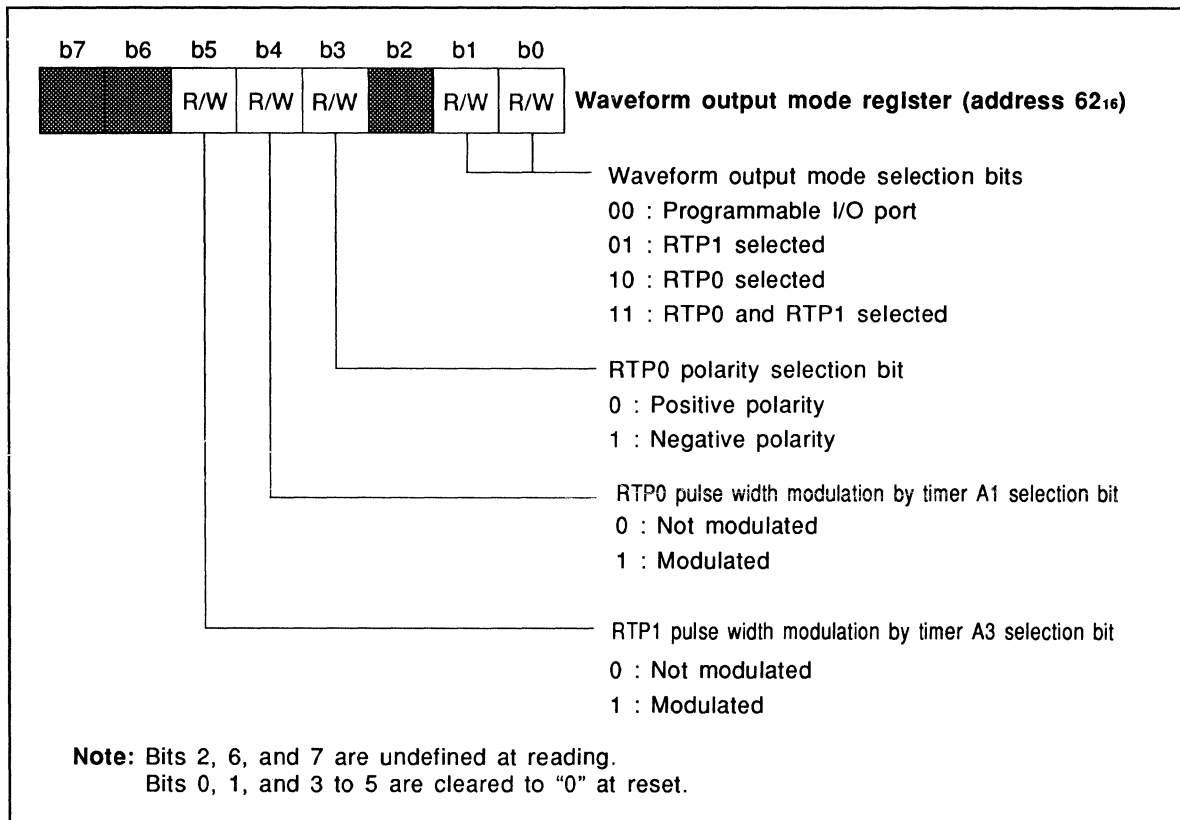 b7 b6 b5 b4 b3 b2 b1 b0
R/W R/W R/W R/W R/W Waveform output mode register (address 62₁₆)
Waveform output mode selection bits
00 : Programmable I/O port
01 : RTP1 selected
10 : RTP0 selected
11 : RTP0 and RTP1 selected
RTP0 polarity selection bit
0 : Positive polarity
1 : Negative polarity
RTP0 pulse width modulation by timer A1 selection bit
0 : Not modulated
1 : Modulated
RTP1 pulse width modulation by timer A3 selection bit
0 : Not modulated
1 : Modulated
Note: Bits 2, 6, and 7 are undefined at reading.
Bits 0, 1, and 3 to 5 are cleared to “0” at reset.